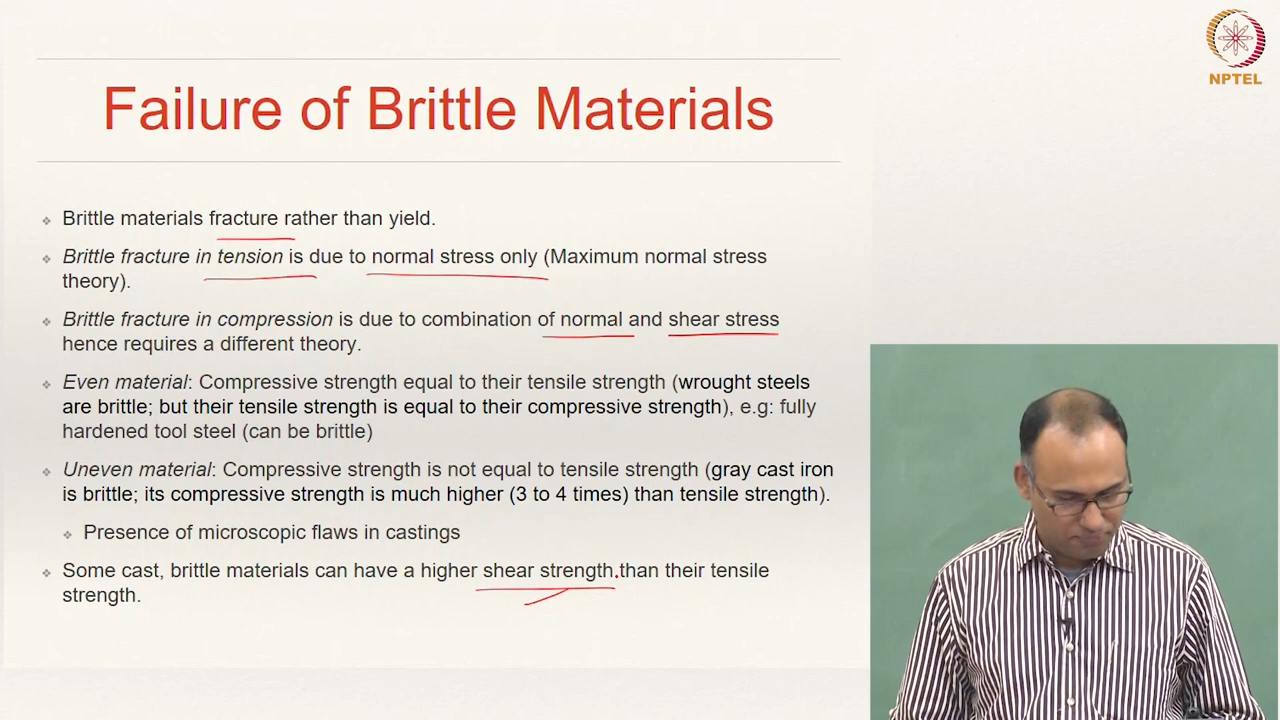 NPTEL
Failure of Brittle Materials
Brittle materials fracture rather than yield.
Brittle fracture in tension is due to normal stress only (Maximum normal stress
theory).
Brittle fracture in compression is due to combination of normal and shear stress
hence requires a different theory.
Even material: Compressive strength equal to their tensile strength (wrought steels
are brittle; but their tensile strength is equal to their compressive strength), e.g: fully
hardened tool steel (can be brittle)
Uneven material: Compressive strength is not equal to tensile strength (gray cast iron
is brittle; its compressive strength is much higher (3 to 4 times) than tensile strength).
Presence of microscopic flaws in castings
Some cast, brittle materials can have a higher shear strength than their tensile
strength.